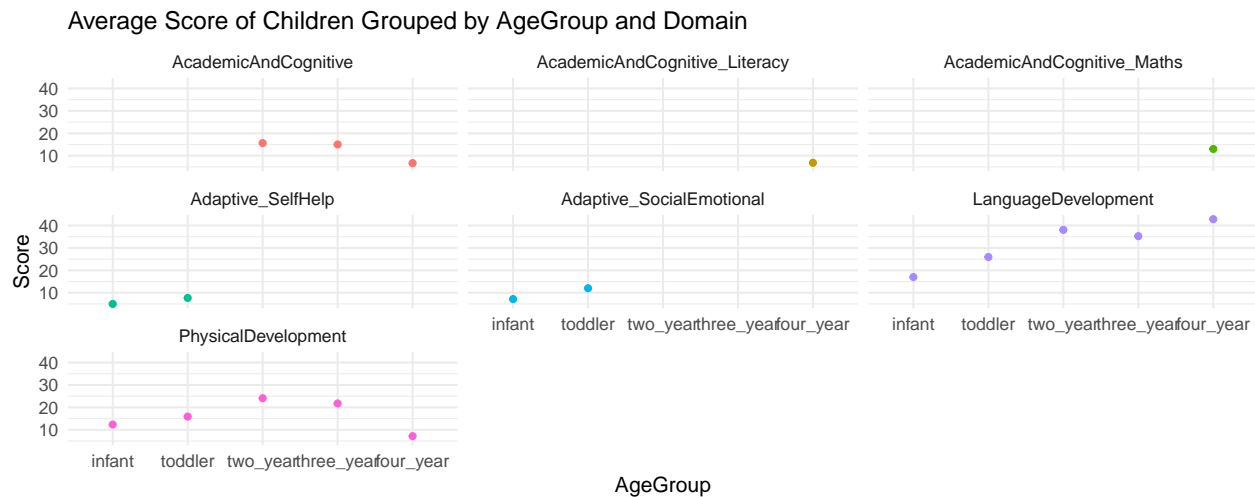 Average Score of Children Grouped by AgeGroup and Domain
AcademicAndCognitive AcademicAndCognitive_Literacy AcademicAndCognitive_Maths
40
30
20
10
Adaptive_SelfHelp Adaptive_SocialEmotional LanguageDevelopment
40
30
20
10
Score
infant toddler two_year three_year four_year infant toddler two_year three_year four_year
PhysicalDevelopment
40
30
20
10
infant toddler two_year three_year four_year
AgeGroup